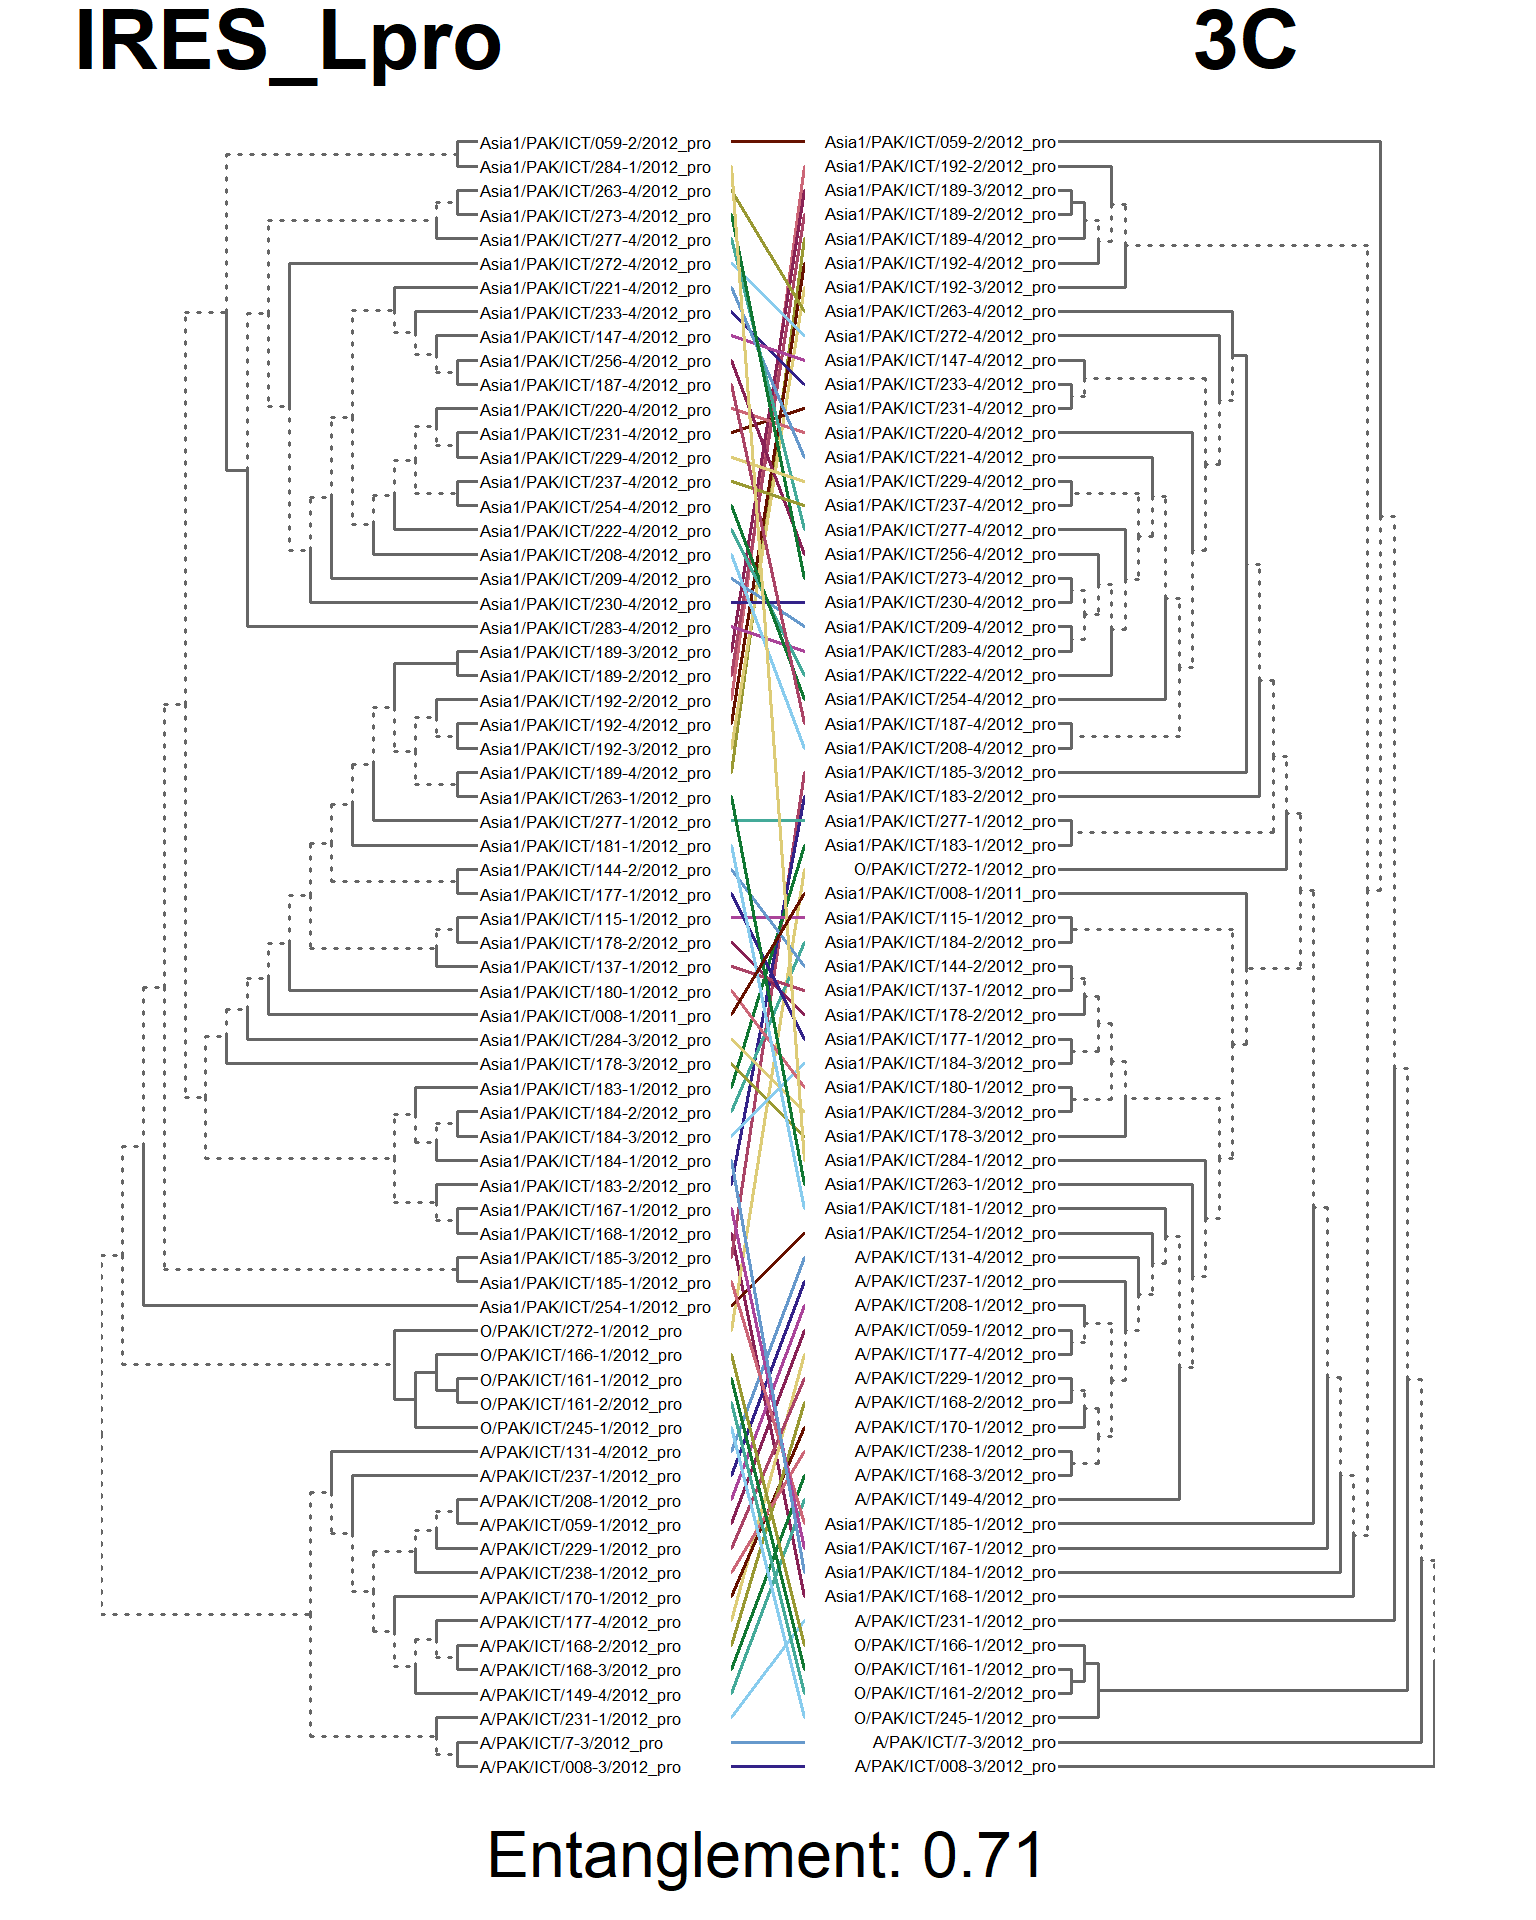 IRES_Lpro
3C
Asia1/PAK/ICT/059-2/2012_pro
Asia1/PAK/ICT/284-1/2012_pro
Asia1/PAK/ICT/263-4/2012_pro
Asia1/PAK/ICT/273-4/2012_pro
Asia1/PAK/ICT/277-4/2012_pro
Asia1/PAK/ICT/272-4/2012_pro
Asia1/PAK/ICT/221-4/2012_pro
Asia1/PAK/ICT/233-4/2012_pro
Asia1/PAK/ICT/147-4/2012_pro
Asia1/PAK/ICT/256-4/2012_pro
Asia1/PAK/ICT/187-4/2012_pro
Asia1/PAK/ICT/220-4/2012_pro
Asia1/PAK/ICT/231-4/2012_pro
Asia1/PAK/ICT/229-4/2012_pro
Asia1/PAK/ICT/237-4/2012_pro
Asia1/PAK/ICT/254-4/2012_pro
Asia1/PAK/ICT/222-4/2012_pro
Asia1/PAK/ICT/208-4/2012_pro
Asia1/PAK/ICT/209-4/2012_pro
Asia1/PAK/ICT/230-4/2012_pro
Asia1/PAK/ICT/283-4/2012_pro
Asia1/PAK/ICT/189-3/2012_pro
Asia1/PAK/ICT/189-2/2012_pro
Asia1/PAK/ICT/192-2/2012_pro
Asia1/PAK/ICT/192-4/2012_pro
Asia1/PAK/ICT/192-3/2012_pro
Asia1/PAK/ICT/189-4/2012_pro
Asia1/PAK/ICT/263-1/2012_pro
Asia1/PAK/ICT/277-1/2012_pro
Asia1/PAK/ICT/181-1/2012_pro
Asia1/PAK/ICT/144-2/2012_pro
Asia1/PAK/ICT/177-1/2012_pro
Asia1/PAK/ICT/115-1/2012_pro
Asia1/PAK/ICT/178-2/2012_pro
Asia1/PAK/ICT/137-1/2012_pro
Asia1/PAK/ICT/180-1/2012_pro
Asia1/PAK/ICT/008-1/2011_pro
Asia1/PAK/ICT/284-3/2012_pro
Asia1/PAK/ICT/178-3/2012_pro
Asia1/PAK/ICT/183-1/2012_pro
Asia1/PAK/ICT/184-2/2012_pro
Asia1/PAK/ICT/184-3/2012_pro
Asia1/PAK/ICT/184-1/2012_pro
Asia1/PAK/ICT/183-2/2012_pro
Asia1/PAK/ICT/167-1/2012_pro
Asia1/PAK/ICT/168-1/2012_pro
Asia1/PAK/ICT/185-3/2012_pro
Asia1/PAK/ICT/185-1/2012_pro
Asia1/PAK/ICT/254-1/2012_pro
O/PAK/ICT/272-1/2012_pro
O/PAK/ICT/166-1/2012_pro
O/PAK/ICT/161-1/2012_pro
O/PAK/ICT/161-2/2012_pro
O/PAK/ICT/245-1/2012_pro
A/PAK/ICT/131-4/2012_pro
A/PAK/ICT/237-1/2012_pro
A/PAK/ICT/208-1/2012_pro
A/PAK/ICT/059-1/2012_pro
A/PAK/ICT/229-1/2012_pro
A/PAK/ICT/238-1/2012_pro
A/PAK/ICT/170-1/2012_pro
A/PAK/ICT/177-4/2012_pro
A/PAK/ICT/168-2/2012_pro
A/PAK/ICT/168-3/2012_pro
A/PAK/ICT/149-4/2012_pro
A/PAK/ICT/231-1/2012_pro
A/PAK/ICT/7-3/2012_pro
A/PAK/ICT/008-3/2012_pro
Asia1/PAK/ICT/059-2/2012_pro
Asia1/PAK/ICT/192-2/2012_pro
Asia1/PAK/ICT/189-3/2012_pro
Asia1/PAK/ICT/189-2/2012_pro
Asia1/PAK/ICT/189-4/2012_pro
Asia1/PAK/ICT/192-4/2012_pro
Asia1/PAK/ICT/192-3/2012_pro
Asia1/PAK/ICT/263-4/2012_pro
Asia1/PAK/ICT/272-4/2012_pro
Asia1/PAK/ICT/147-4/2012_pro
Asia1/PAK/ICT/233-4/2012_pro
Asia1/PAK/ICT/231-4/2012_pro
Asia1/PAK/ICT/220-4/2012_pro
Asia1/PAK/ICT/221-4/2012_pro
Asia1/PAK/ICT/229-4/2012_pro
Asia1/PAK/ICT/237-4/2012_pro
Asia1/PAK/ICT/277-4/2012_pro
Asia1/PAK/ICT/256-4/2012_pro
Asia1/PAK/ICT/273-4/2012_pro
Asia1/PAK/ICT/230-4/2012_pro
Asia1/PAK/ICT/209-4/2012_pro
Asia1/PAK/ICT/283-4/2012_pro
Asia1/PAK/ICT/222-4/2012_pro
Asia1/PAK/ICT/254-4/2012_pro
Asia1/PAK/ICT/187-4/2012_pro
Asia1/PAK/ICT/208-4/2012_pro
Asia1/PAK/ICT/185-3/2012_pro
Asia1/PAK/ICT/183-2/2012_pro
Asia1/PAK/ICT/277-1/2012_pro
Asia1/PAK/ICT/183-1/2012_pro
O/PAK/ICT/272-1/2012_pro
Asia1/PAK/ICT/008-1/2011_pro
Asia1/PAK/ICT/115-1/2012_pro
Asia1/PAK/ICT/184-2/2012_pro
Asia1/PAK/ICT/144-2/2012_pro
Asia1/PAK/ICT/137-1/2012_pro
Asia1/PAK/ICT/178-2/2012_pro
Asia1/PAK/ICT/177-1/2012_pro
Asia1/PAK/ICT/184-3/2012_pro
Asia1/PAK/ICT/180-1/2012_pro
Asia1/PAK/ICT/284-3/2012_pro
Asia1/PAK/ICT/178-3/2012_pro
Asia1/PAK/ICT/284-1/2012_pro
Asia1/PAK/ICT/263-1/2012_pro
Asia1/PAK/ICT/181-1/2012_pro
Asia1/PAK/ICT/254-1/2012_pro
A/PAK/ICT/131-4/2012_pro
A/PAK/ICT/237-1/2012_pro
A/PAK/ICT/208-1/2012_pro
A/PAK/ICT/059-1/2012_pro
A/PAK/ICT/177-4/2012_pro
A/PAK/ICT/229-1/2012_pro
A/PAK/ICT/168-2/2012_pro
A/PAK/ICT/170-1/2012_pro
A/PAK/ICT/238-1/2012_pro
A/PAK/ICT/168-3/2012_pro
A/PAK/ICT/149-4/2012_pro
Asia1/PAK/ICT/185-1/2012_pro
Asia1/PAK/ICT/167-1/2012_pro
Asia1/PAK/ICT/184-1/2012_pro
Asia1/PAK/ICT/168-1/2012_pro
A/PAK/ICT/231-1/2012_pro
O/PAK/ICT/166-1/2012_pro
O/PAK/ICT/161-1/2012_pro
O/PAK/ICT/161-2/2012_pro
O/PAK/ICT/245-1/2012_pro
A/PAK/ICT/7-3/2012_pro
A/PAK/ICT/008-3/2012_pro
Entanglement: 0.71